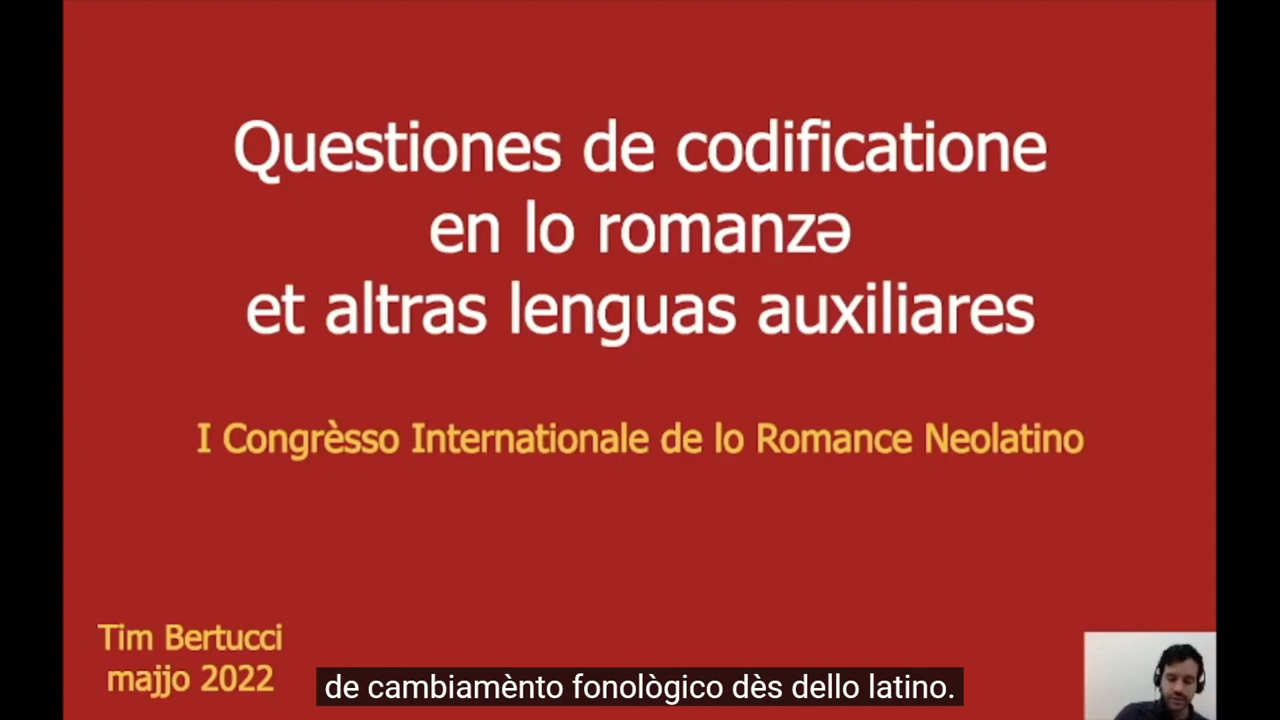 Questiones de codificatione
en lo romanzə
et altras lenguas auxiliares
I Congrèsso Internationale de lo Romance Neolatino
Tim Bertucci
majjo 2022
de cambiamènto fonològico dès dello latino.